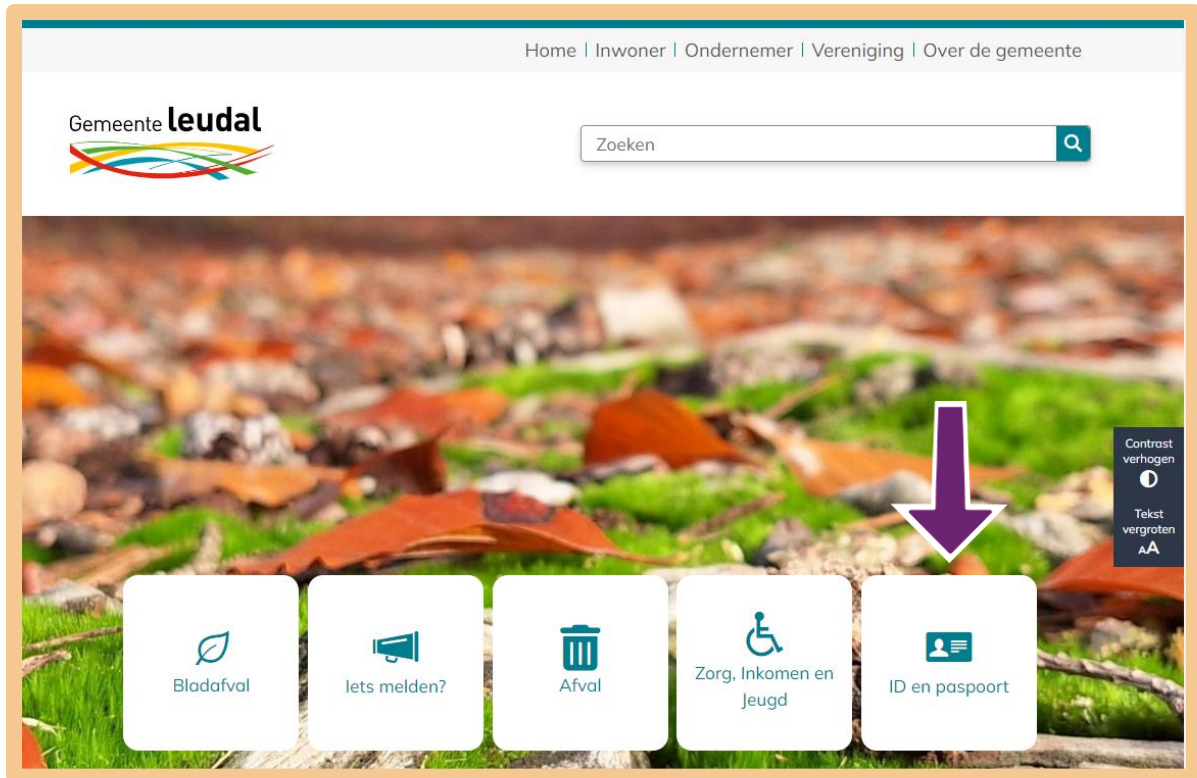 Home | Inwoner | Ondernemer | Vereniging | Over de gemeente
Gemeente leudal
Zoeken
Contrast
verhogen
Tekst
vergroten
AA
Bladafval
Iets melden?
Afval
Zorg, Inkomen en
Jeugd
ID en paspoort